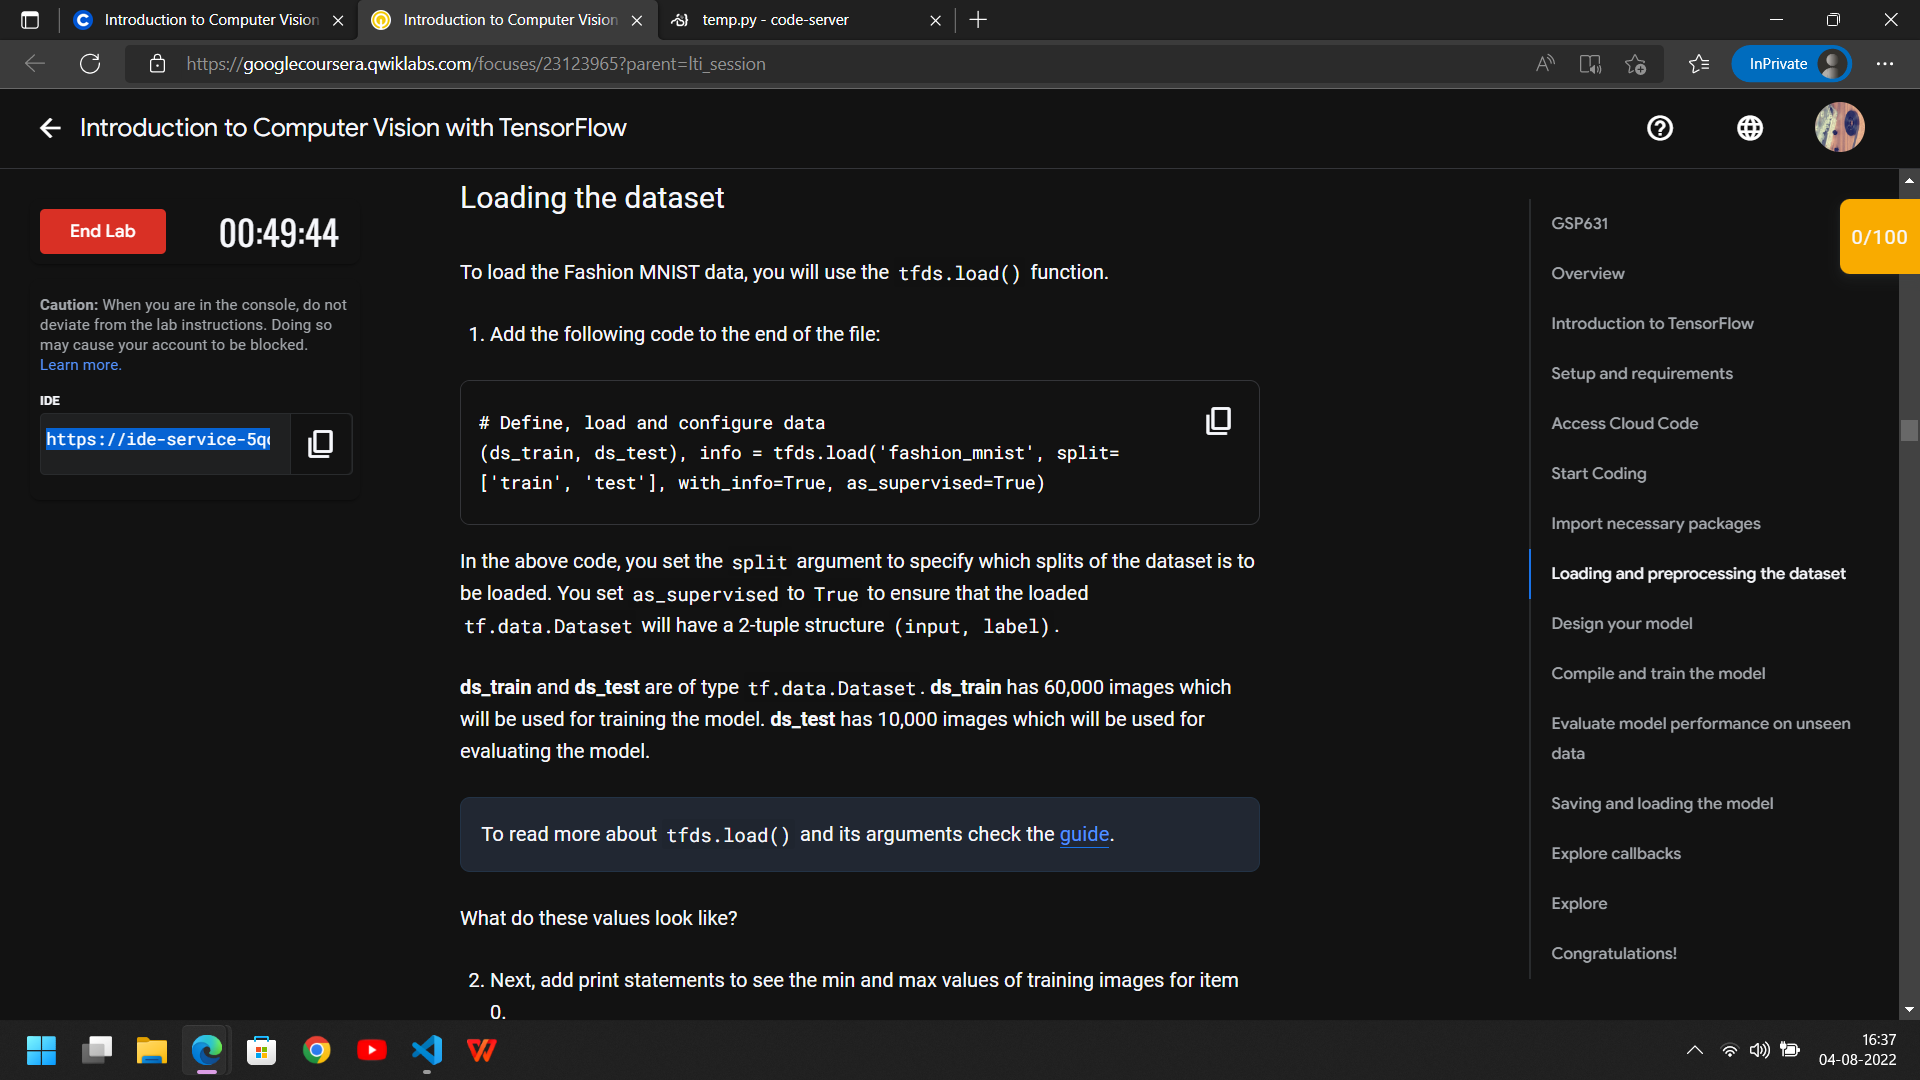 Introduction to Computer Vision
Introduction to Computer Vision
temp.py - code-server
https://googlecoursera.qwiklabs.com/focuses/23123965?parent=lti_session
InPrivate
Introduction to Computer Vision with TensorFlow
End Lab
00:49:44
Caution: When you are in the console, do not
deviate from the lab instructions. Doing so
may cause your account to be blocked.
Learn more.
IDE
https://ide-service-5q
Loading the dataset
To load the Fashion MNIST data, you will use the tfds.load() function.
1. Add the following code to the end of the file:
# Define, load and configure data
(ds_train, ds_test), info = tfds.load('fashion_mnist', split=
['train', 'test'], with_info=True, as_supervised=True)
In the above code, you set the split argument to specify which splits of the dataset is to
be loaded. You set as_supervised to True to ensure that the loaded
tf.data.Dataset will have a 2-tuple structure (input, label).
ds_train and ds_test are of type tf.data.Dataset. ds_train has 60,000 images which
will be used for training the model. ds_test has 10,000 images which will be used for
evaluating the model.
To read more about tfds.load() and its arguments check the guide.
What do these values look like?
2. Next, add print statements to see the min and max values of training images for item
0.
GSP631
Overview
Introduction to TensorFlow
Setup and requirements
Access Cloud Code
Start Coding
Import necessary packages
Loading and preprocessing the dataset
Design your model
Compile and train the model
Evaluate model performance on unseen
data
Saving and loading the model
Explore callbacks
Explore
Congratulations!
0/100
16:37
04-08-2022